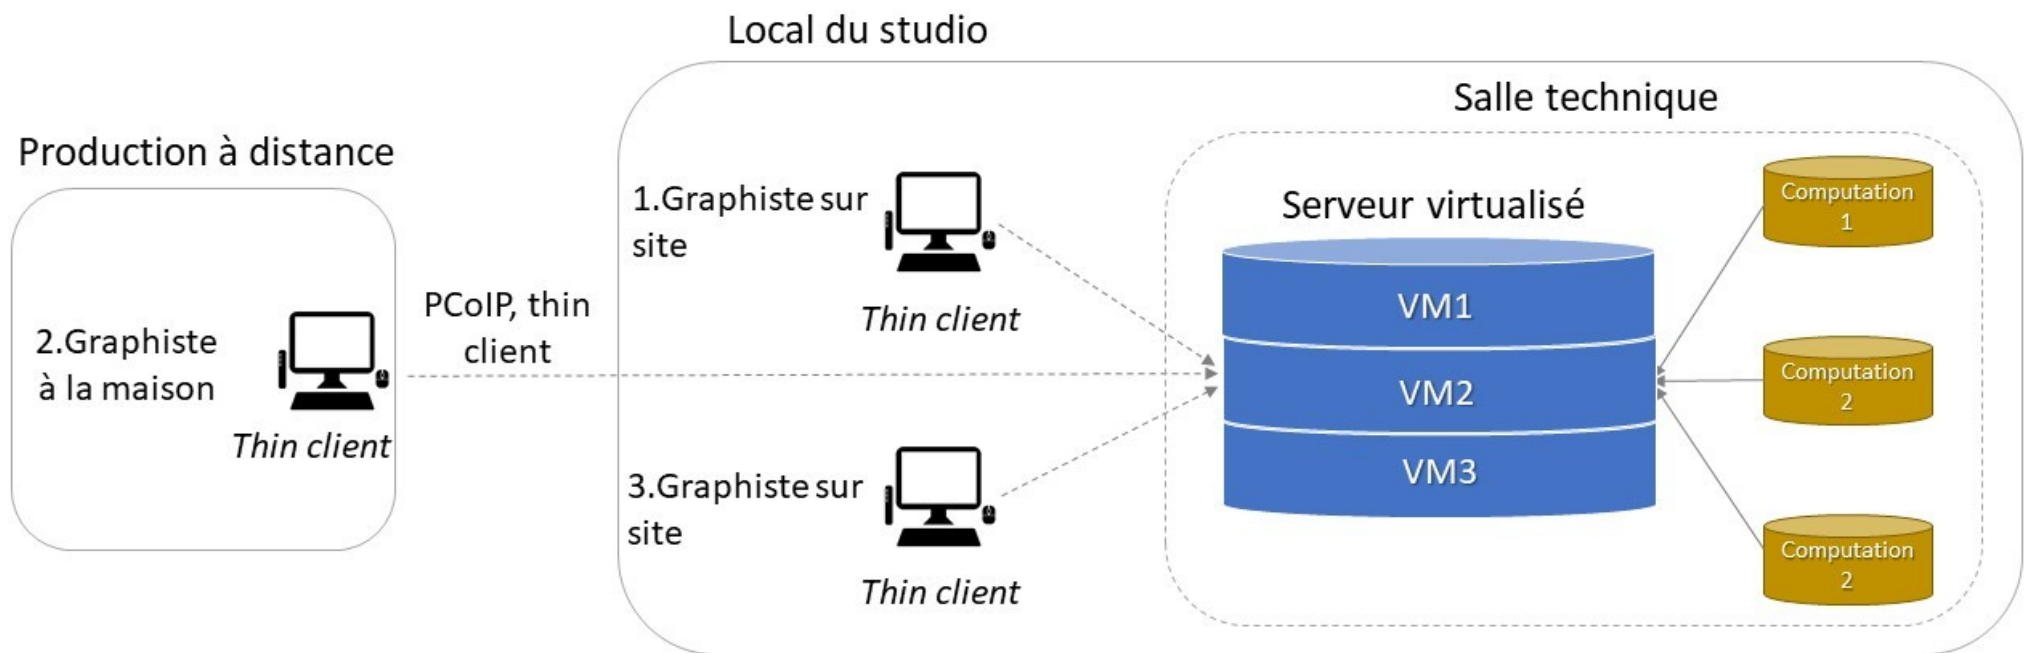 Local du studio
Salle technique
Production à distance
1.Graphiste sur
site
Thin client
Serveur virtualisé
Computation
1
PCoIP, thin
client
2.Graphiste
à la maison
Thin client
VM1
VM2
VM3
Computation
2
3.Graphiste sur
site
Thin client
Computation
2